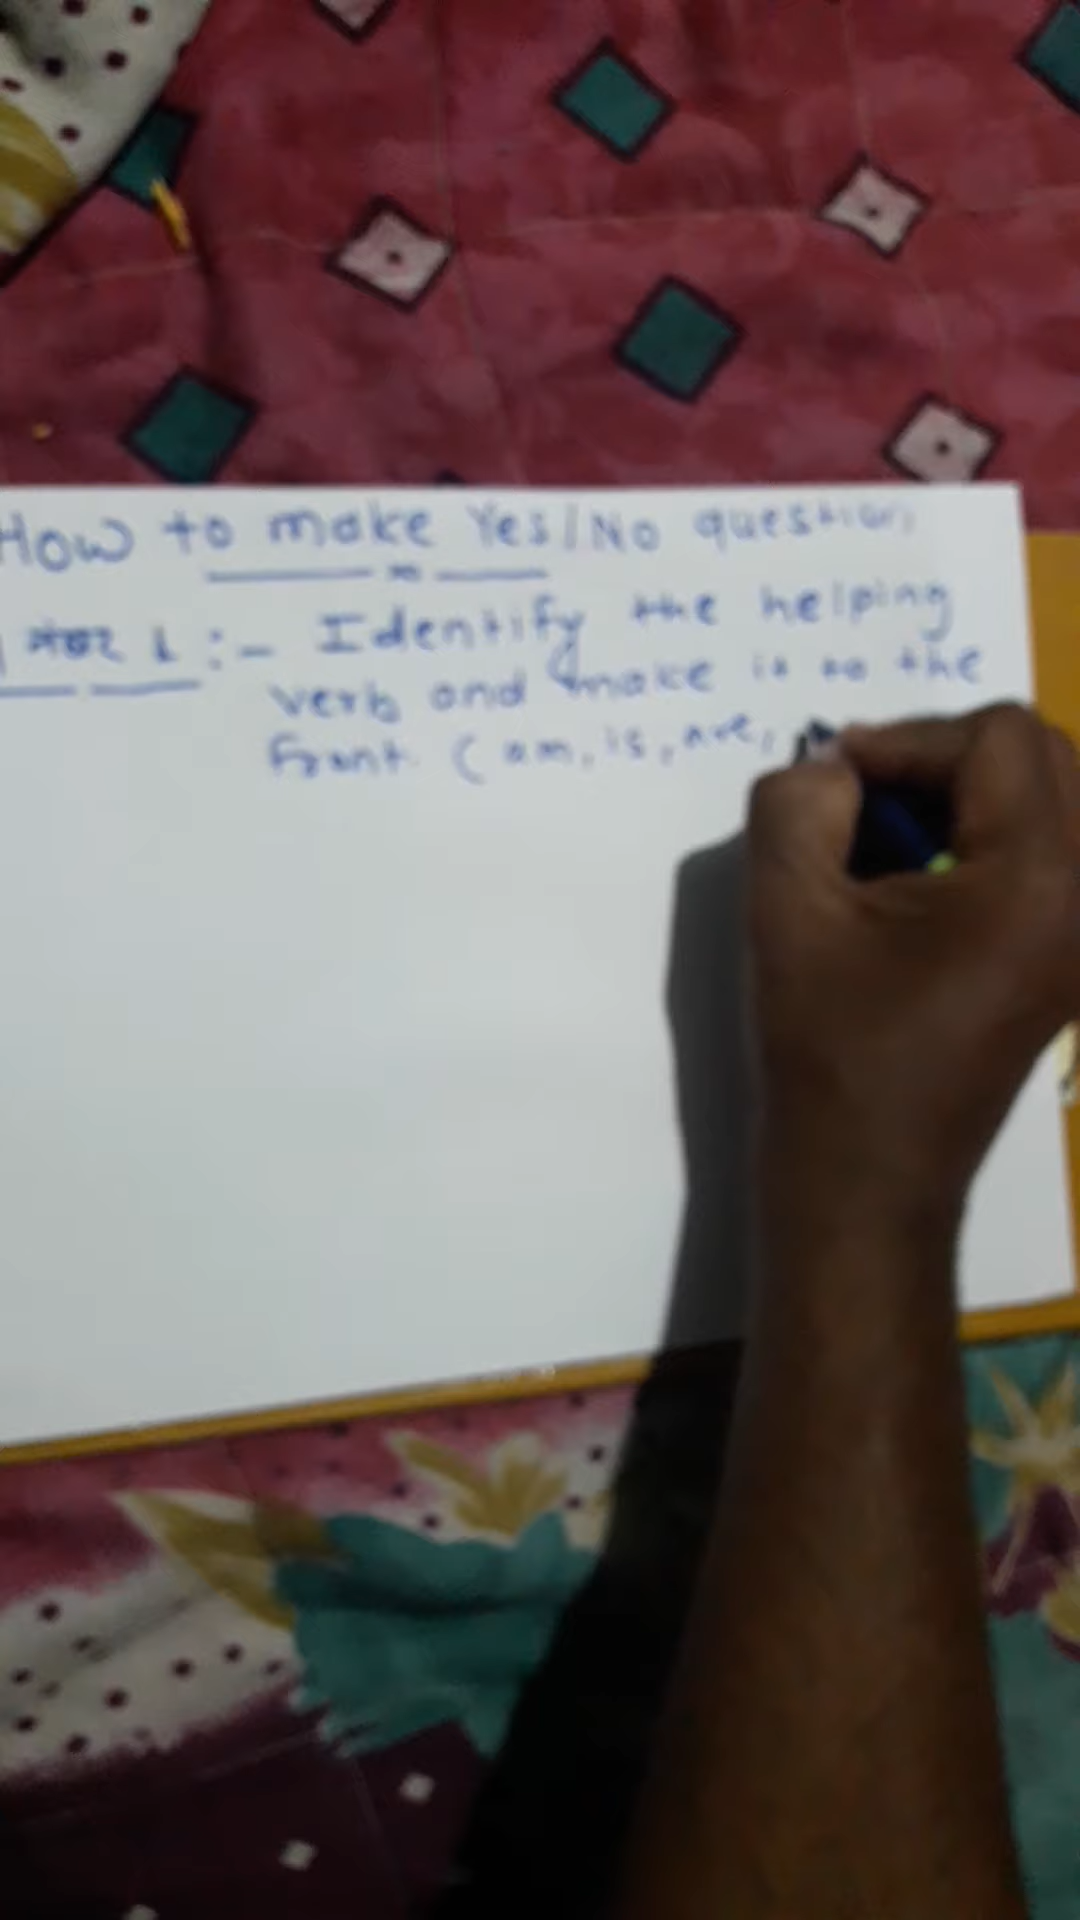 How to make Yes/No question
1 :- Identify the helping
verb and make it to the
front (am, is, are,